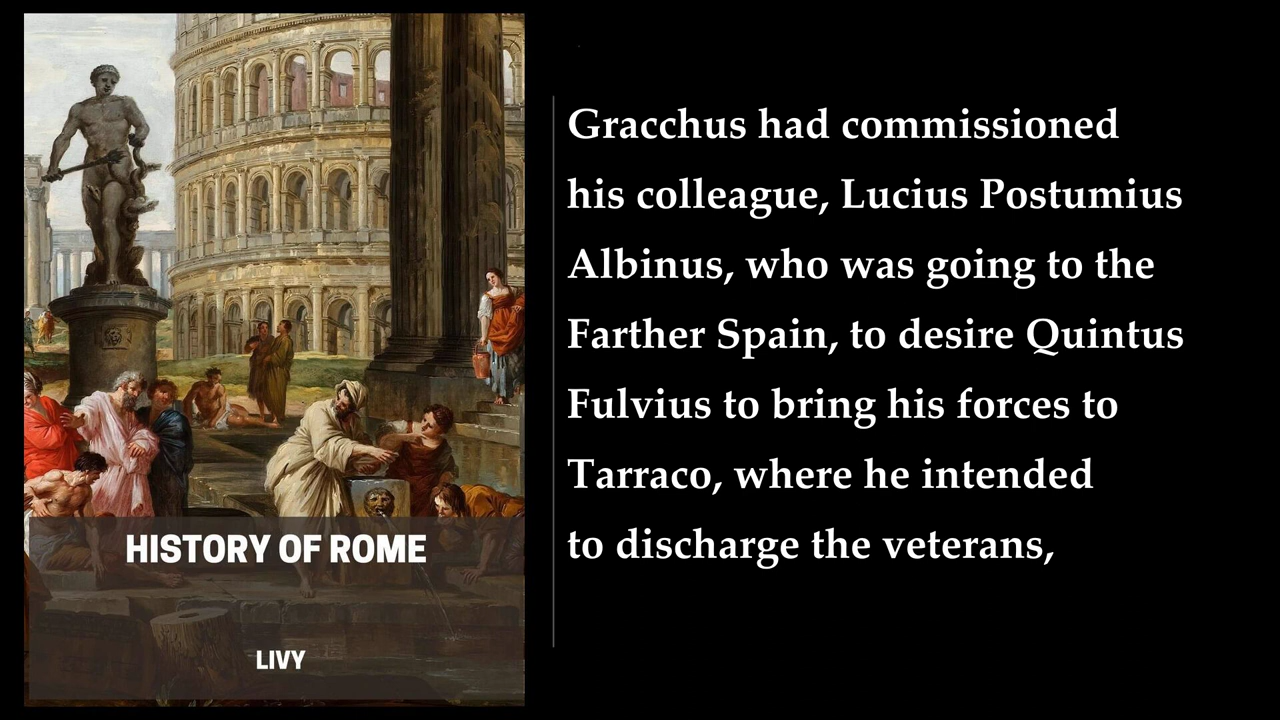 HISTORY OF ROME
LIVY
Gracchus had commissioned
his colleague, Lucius Postumius
Albinus, who was going to the
Farther Spain, to desire Quintus
Fulvius to bring his forces to
Tarraco, where he intended
to discharge the veterans,